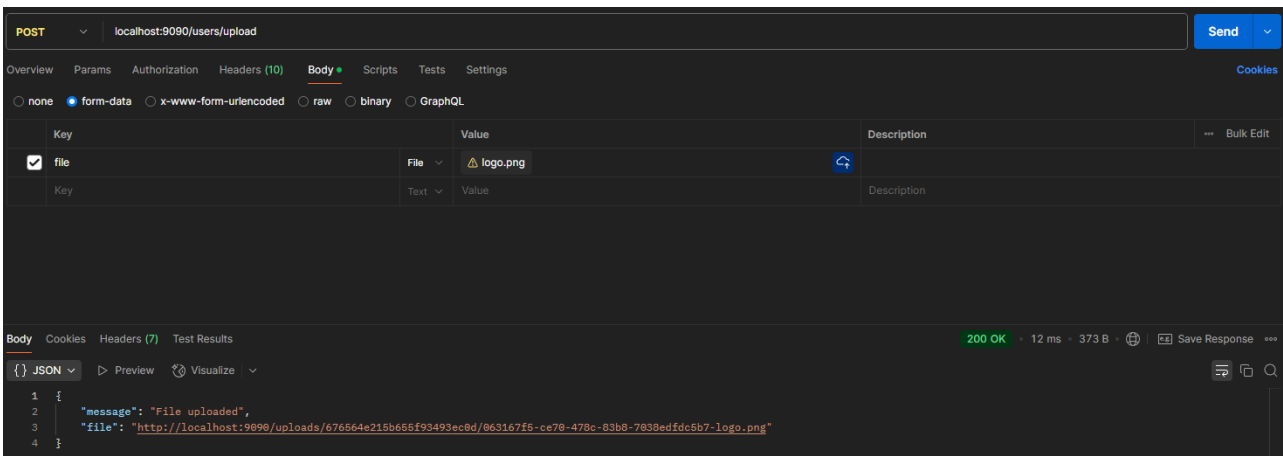 POST localhost:9090/users/upload Send
Overview Params Authorization Headers (10) Body Scripts Tests Settings Cookies
none form-data x-www-form-urlencoded raw binary GraphQL
Key Value Description Bulk Edit
file File logo.png
Key Text Value Description
Body Cookies Headers (7) Test Results 200 OK 12 ms 373 B Save Response
{} JSON Preview Visualize
1 {
2 "message": "File uploaded",
3 "file": "http://localhost:9090/uploads/676564e215b655f93493ec0d/063167f5-ce70-478c-83b8-7038edfdc5b7-logo.png"
4 }